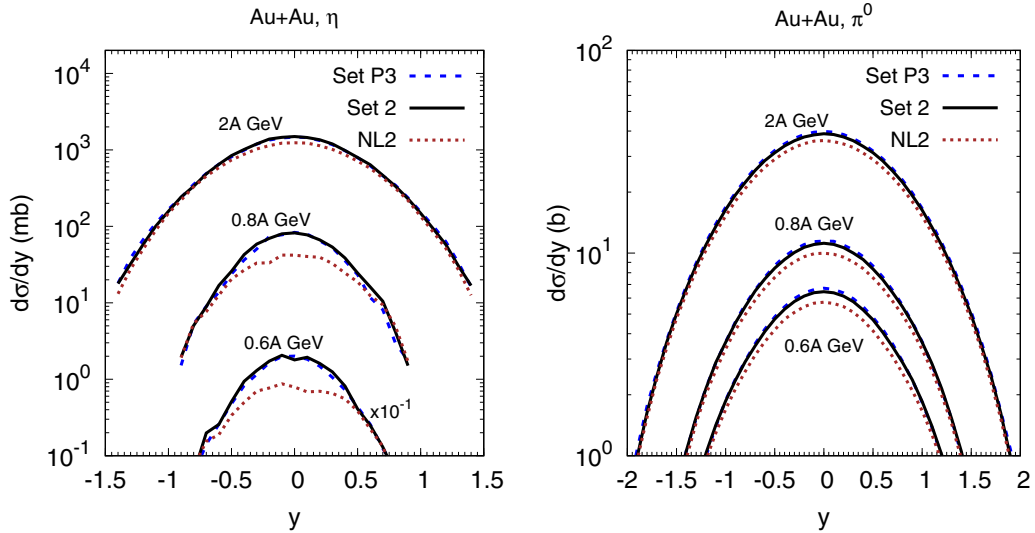 Au+Au, η
10⁴
10³
10²
10¹
10⁰
10⁻¹
dσ/dy (mb)
Set P3
Set 2
NL2
2A GeV
0.8A GeV
0.6A GeV
x10⁻¹
-1.5 -1 -0.5 0 0.5 1 1.5
y
Au+Au, π⁰
10²
10¹
10⁰
dσ/dy (b)
Set P3
Set 2
NL2
2A GeV
0.8A GeV
0.6A GeV
-2 -1.5 -1 -0.5 0 0.5 1 1.5 2
y